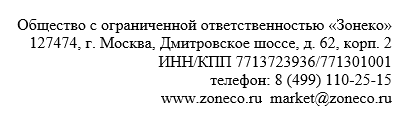 Общество с ограниченной ответственностью «Зонеко»
127474, г. Москва, Дмитровское шоссе, д. 62, корп. 2
ИНН/КПП 7713723936/771301001
телефон: 8 (499) 110-25-15
www.zoneco.ru market@zoneco.ru